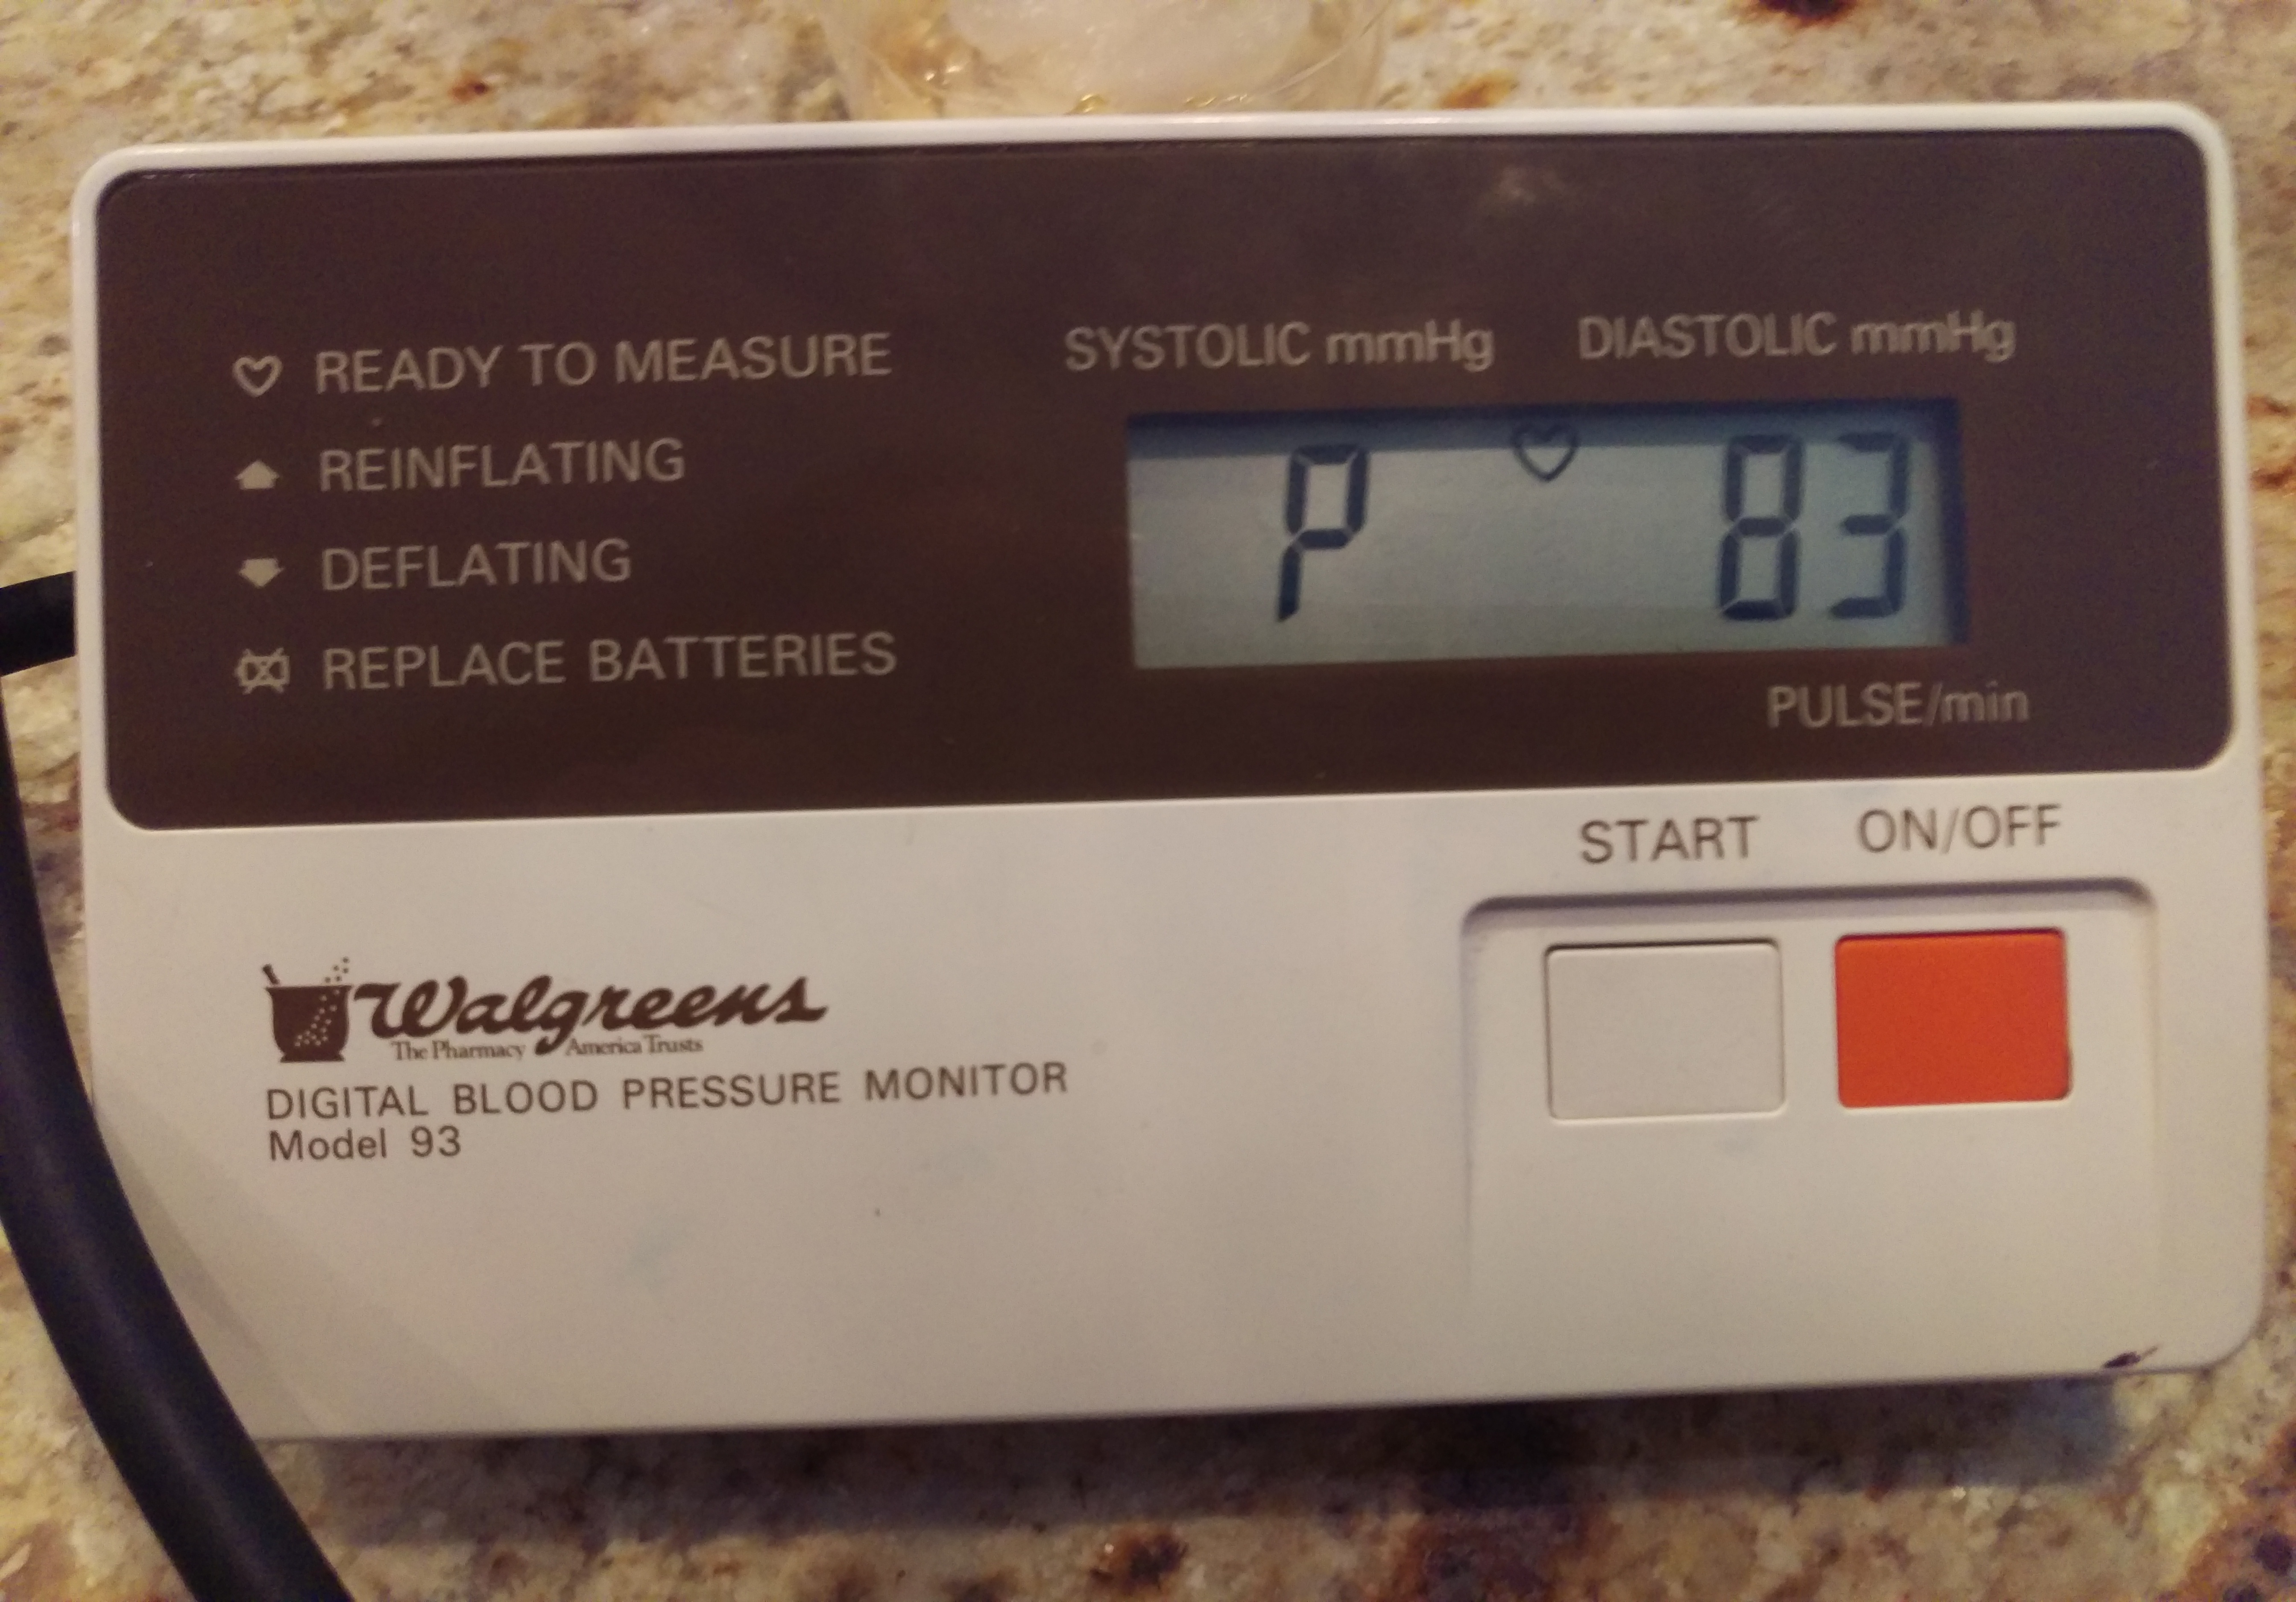 SYSTOLIC mmHg DIASTOLIC mmHg
READY TO MEASURE
REINFLATING
DEFLATING
REPLACE BATTERIES
P 83
PULSE/min
START ON/OFF
Walgreens
The Pharmacy America Trusts
DIGITAL BLOOD PRESSURE MONITOR
Model 93